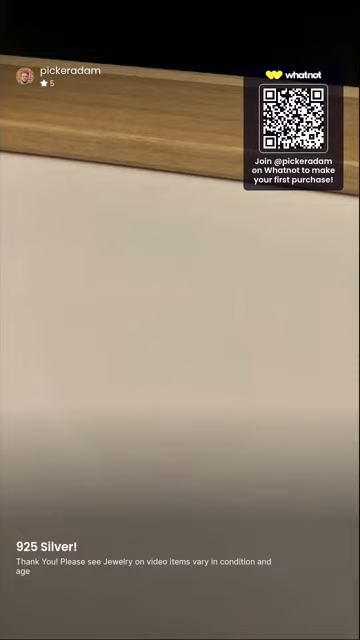 pickeradam
5
whatnot
Join @pickeradam
on Whatnot to make
your first purchase!
925 Silver!
Thank You! Please see Jewelry on video items vary in condition and
age